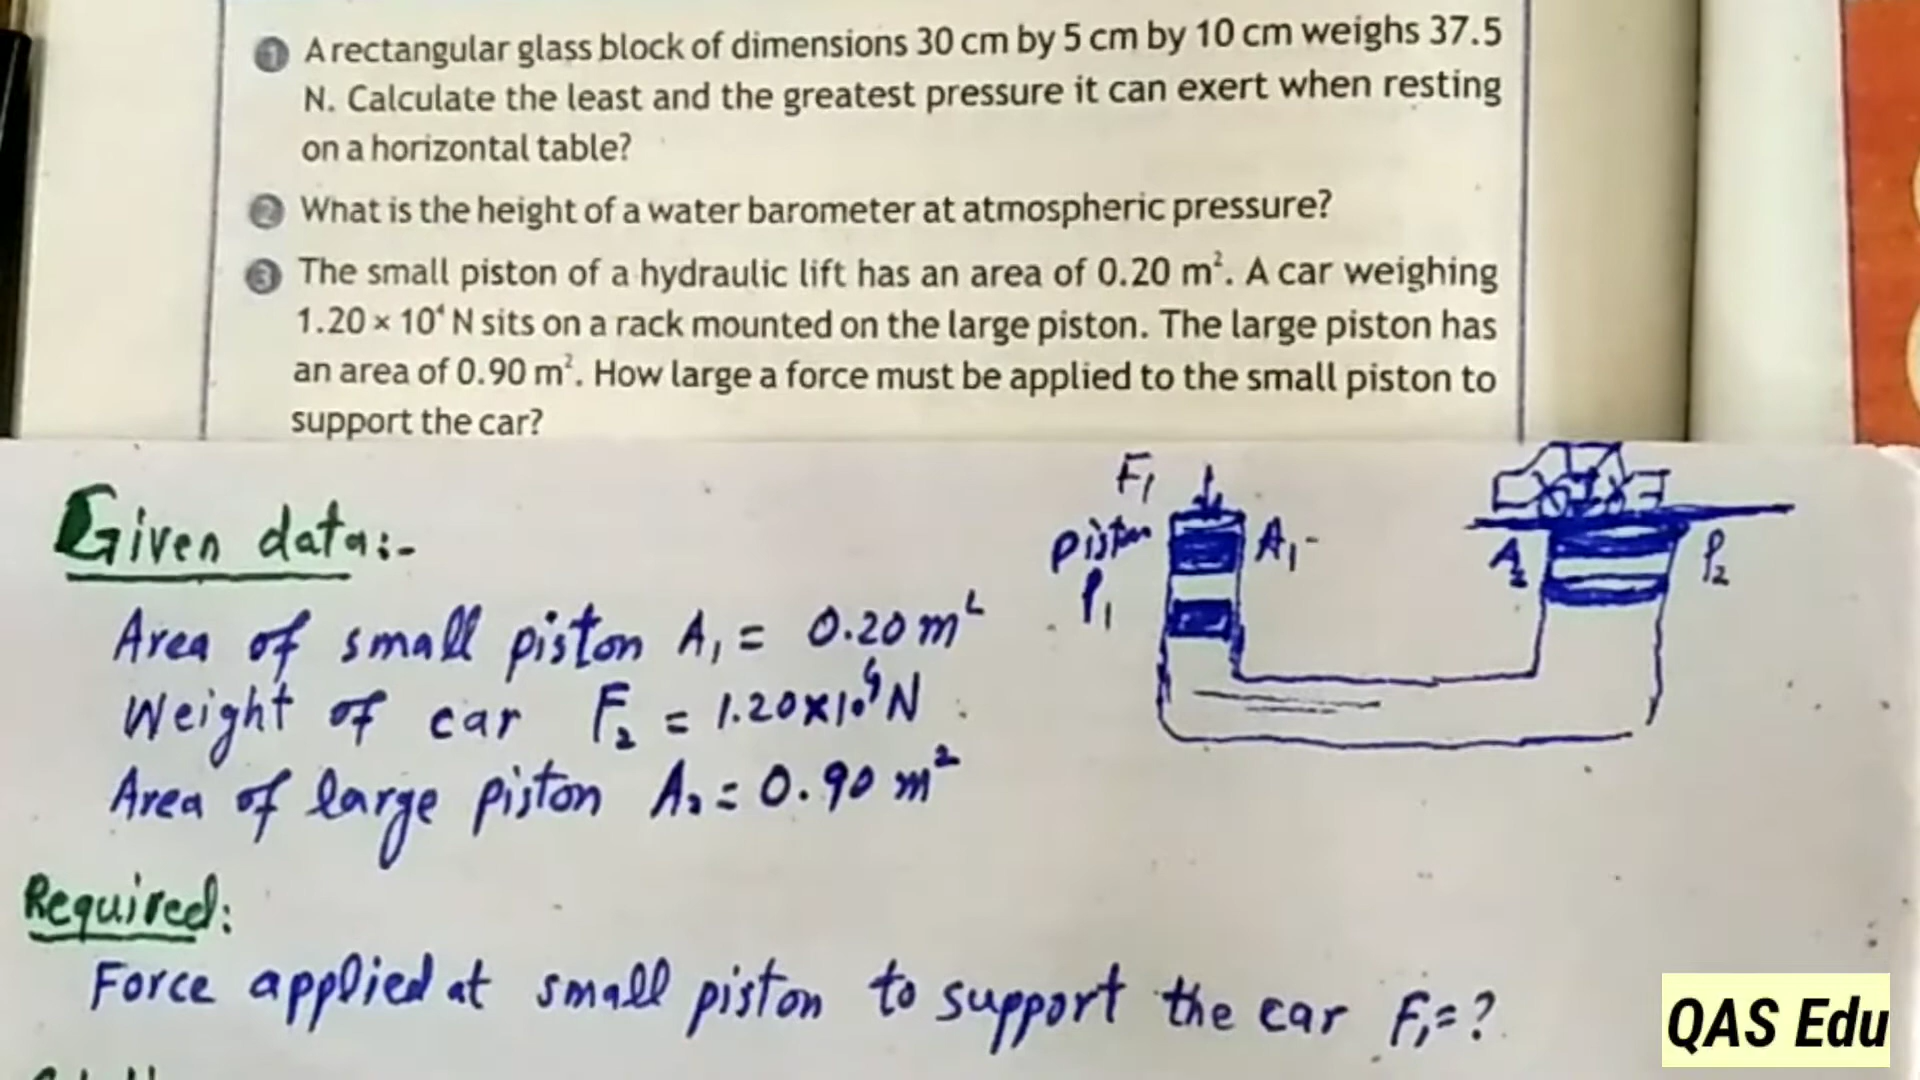 1 A rectangular glass block of dimensions 30 cm by 5 cm by 10 cm weighs 37.5
N. Calculate the least and the greatest pressure it can exert when resting
on a horizontal table?
2 What is the height of a water barometer at atmospheric pressure?
3 The small piston of a hydraulic lift has an area of 0.20 m². A car weighing
1.20 × 10⁴ N sits on a rack mounted on the large piston. The large piston has
an area of 0.90 m². How large a force must be applied to the small piston to
support the car?
Given data:-
Area of small piston A₁ = 0.20 m²
Weight of car F₂ = 1.20×10⁴ N
Area of large piston A₂ = 0.90 m²
F₁
piston
P₁
A₁
A₂
P₂
Required:
Force applied at small piston to support the car F₁=?
QAS Edu